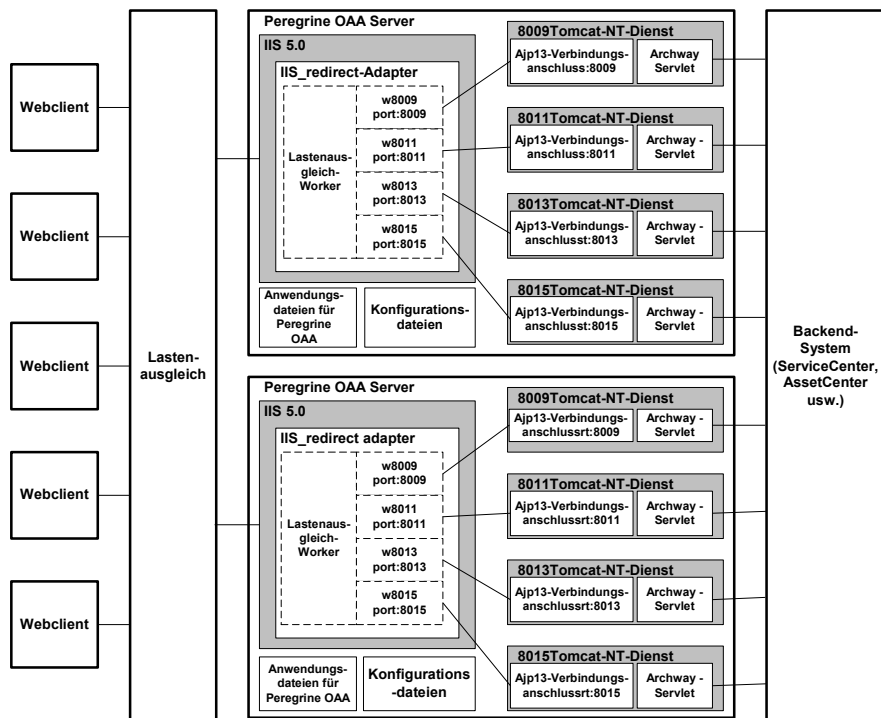 Webclient
Webclient
Webclient
Webclient
Webclient
Lasten-
ausgleich
Peregrine OAA Server
IIS 5.0
IIS_redirect-Adapter
Lastenaus-
gleich-
Worker
w8009
port:8009
w8011
port:8011
w8013
port:8013
w8015
port:8015
Anwendungs-
dateien für
Peregrine
OAA
Konfigurations-
dateien
8009Tomcat-NT-Dienst
Ajp13-Verbindungs-
anschluss:8009
Archway
Servlet
8011Tomcat-NT-Dienst
Ajp13-Verbindungs-
anschluss:8011
Archway -
Servlet
8013Tomcat-NT-Dienst
Ajp13-Verbindungs-
anschlusst:8013
Archway -
Servlet
8015Tomcat-NT-Dienst
Ajp13-Verbindungs-
anschlusst:8015
Archway -
Servlet
Peregrine OAA Server
IIS 5.0
IIS_redirect adapter
Lastenaus-
gleich-
Worker
w8009
port:8009
w8011
port:8011
w8013
port:8013
w8015
port:8015
Anwendungs-
dateien für
Peregrine OAA
Konfigurations
-dateien
8009Tomcat-NT-Dienst
Ajp13-Verbindungs-
anschlussrt:8009
Archway -
Servlet
8011Tomcat-NT-Dienst
Ajp13-Verbindungs-
anschlussrt:8011
Archway -
Servlet
8013Tomcat-NT-Dienst
Ajp13-Verbindungs-
anschlussrt:8013
Archway -
Servlet
8015Tomcat-NT-Dienst
Ajp13-Verbindungs-
anschlussrt:8015
Archway -
Servlet
Backend-
System
(ServiceCenter,
AssetCenter
usw.)